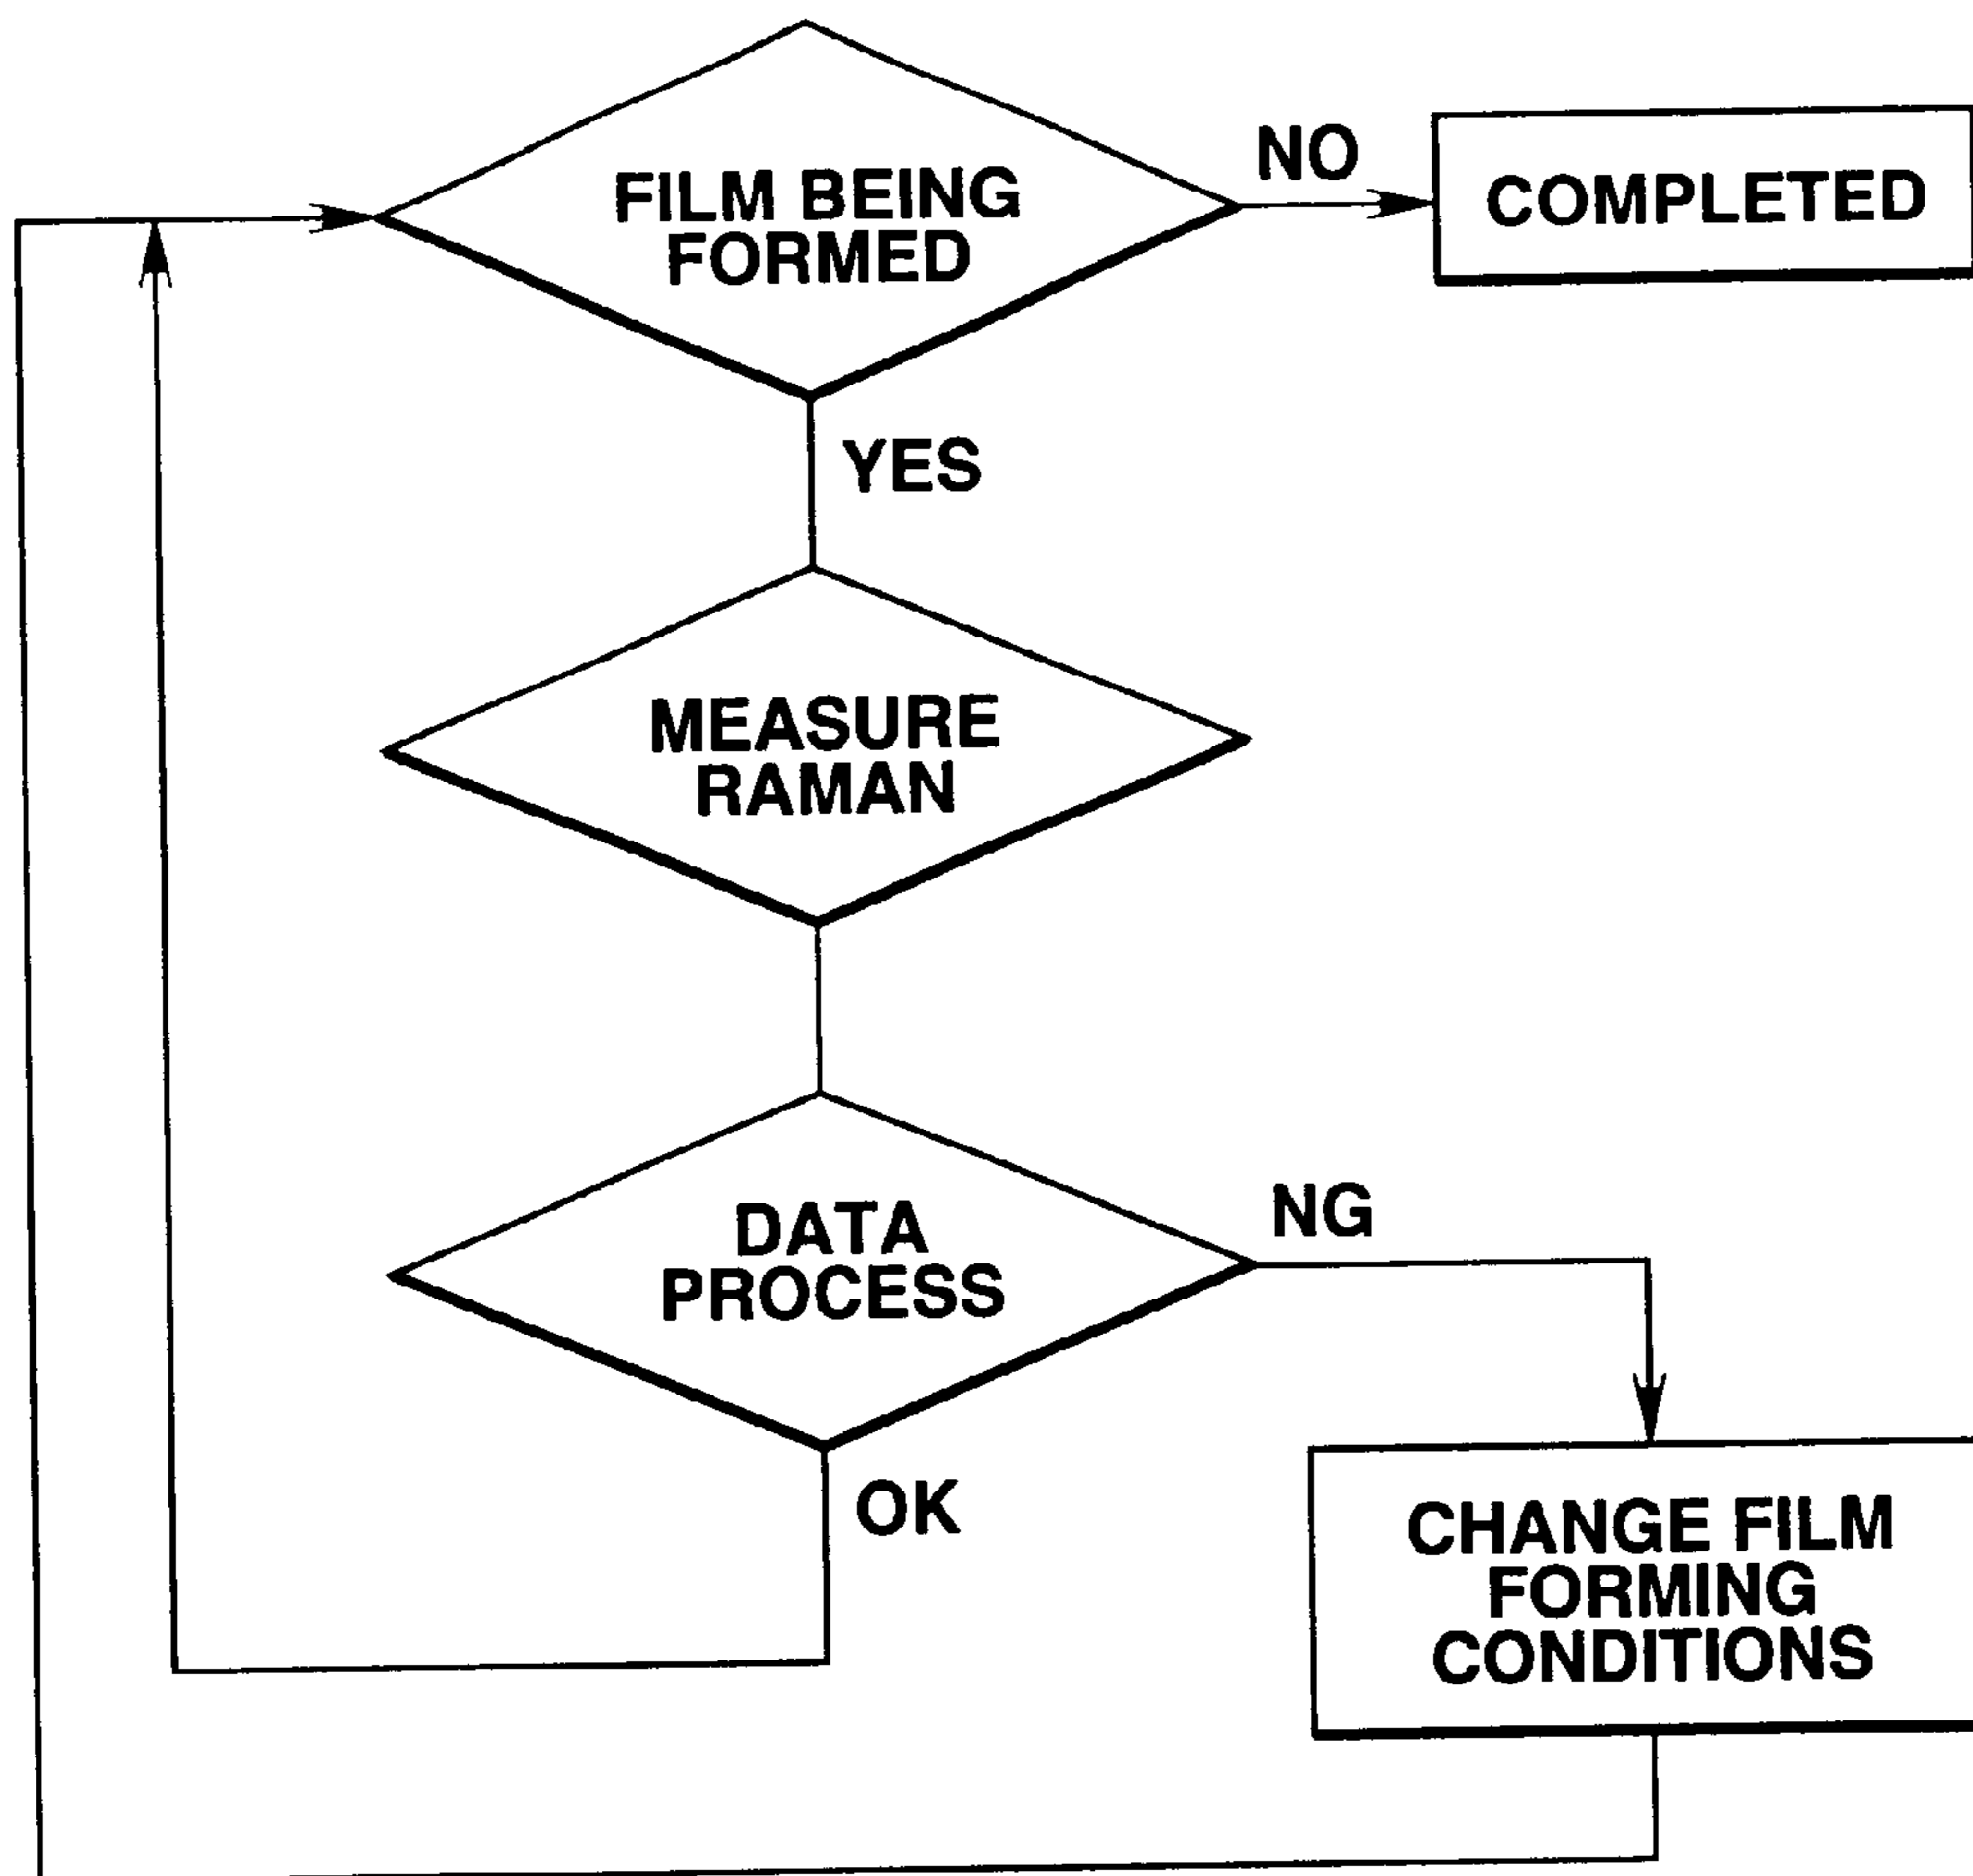 FILM BEING
FORMED
NO
COMPLETED
YES
MEASURE
RAMAN
DATA
PROCESS
NG
OK
CHANGE FILM
FORMING
CONDITIONS